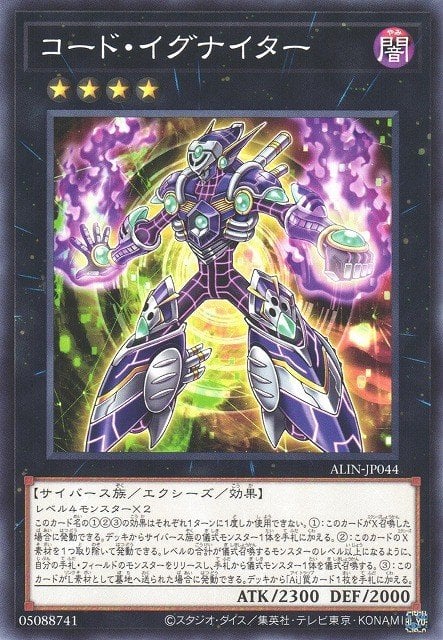 コード・イグナイター
闇
やみ
ALIN-JP044
【サイバース族／エクシーズ／効果】
レベル4モンスター×2
このカード名の①②③の効果はそれぞれ1ターンに1度しか使用できない。①:このカードがX召喚した
場合に発動できる。デッキからサイバース族の儀式モンスター1体を手札に加える。②:このカードのX
素材を1つ取り除いて発動できる。レベルの合計が儀式召喚するモンスターのレベル以上になるように、
自分の手札・フィールドのモンスターをリリースし、手札から儀式モンスター1体を儀式召喚する。③:この
カードがL素材として墓地へ送られた場合に発動できる。デッキから「Ai」罠カード1枚を手札に加える。
ATK/2300 DEF/2000
05088741
©スタジオ・ダイス／集英社・テレビ東京・KONAMI